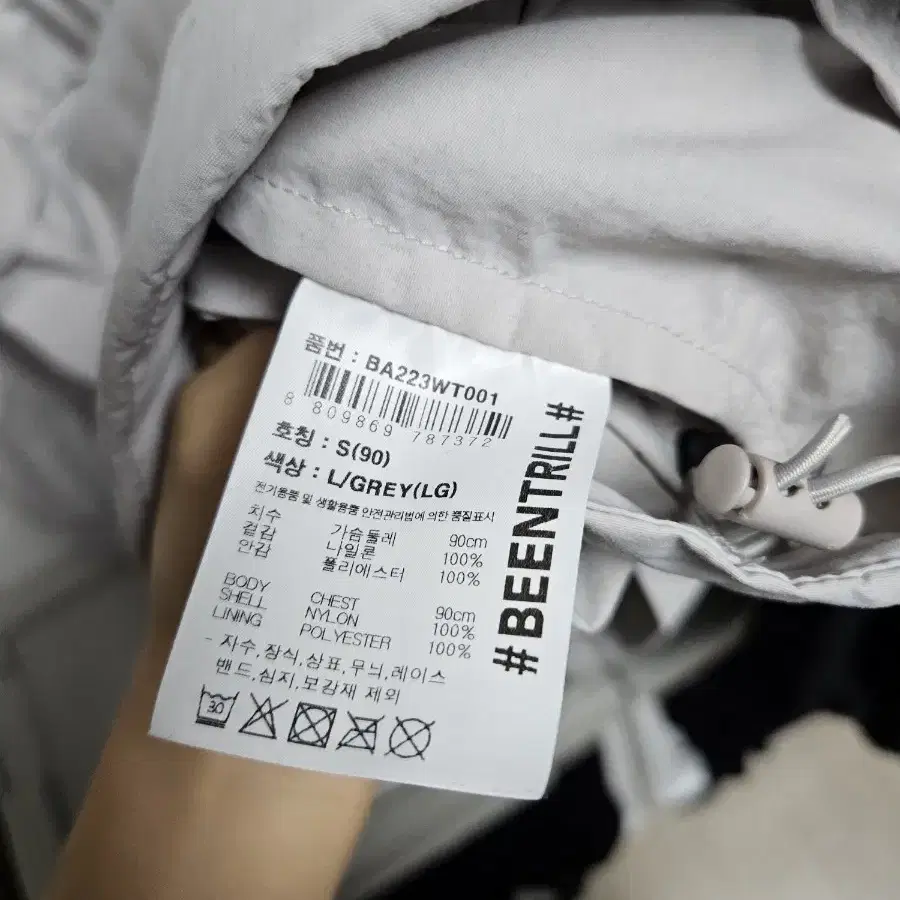 품번 : BA223WT001
8 809869 787372
호칭 : S(90)
색상 : L/GREY(LG)
전기용품 및 생활용품 안전관리법에 의한 품질표시
치수 가슴둘레 90cm
겉감 나일론 100%
안감 폴리에스터 100%
BODY CHEST 90cm
SHELL NYLON 100%
LINING POLYESTER 100%
- 자수,장식,상표,무늬,레이스
밴드,심지,보강재 제외
30
#BEENTRILL#